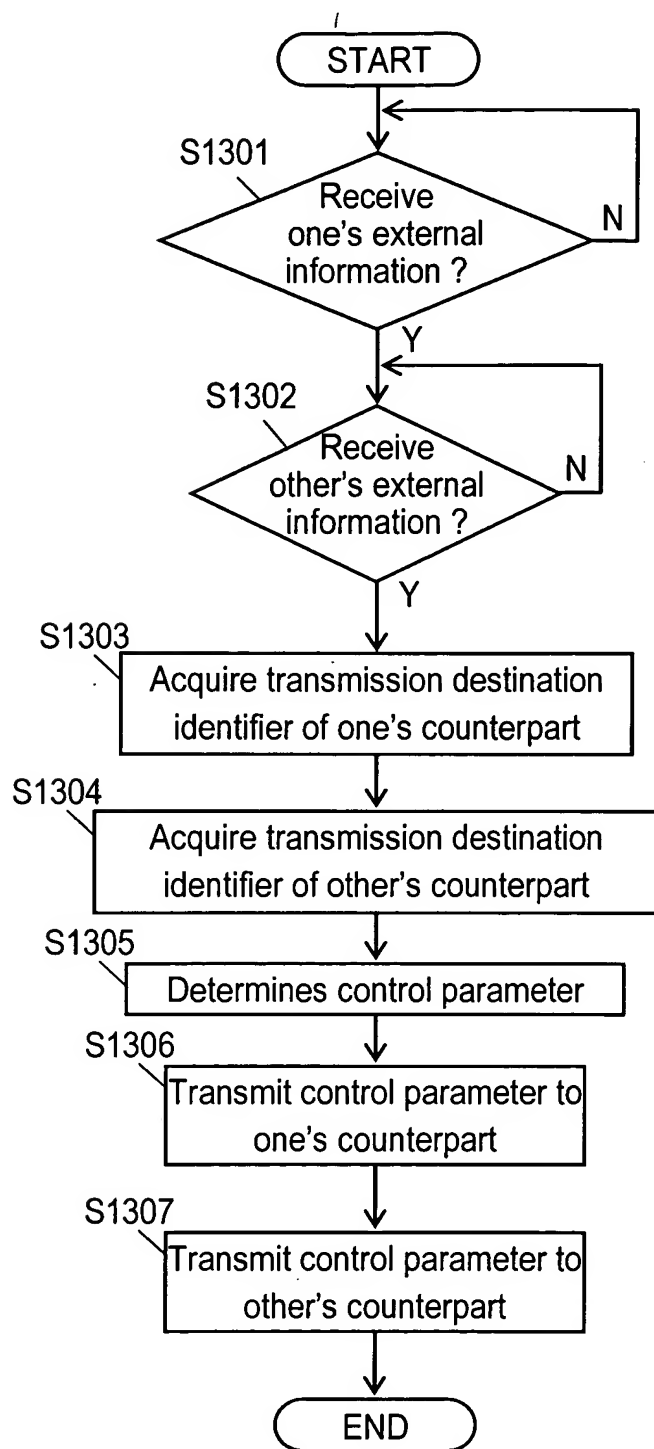 START
S1301
Receive
one's external
information ?
N
Y
S1302
Receive
other's external
information ?
N
Y
S1303
Acquire transmission destination
identifier of one's counterpart
S1304
Acquire transmission destination
identifier of other's counterpart
S1305
Determines control parameter
S1306
Transmit control parameter to
one's counterpart
S1307
Transmit control parameter to
other's counterpart
END